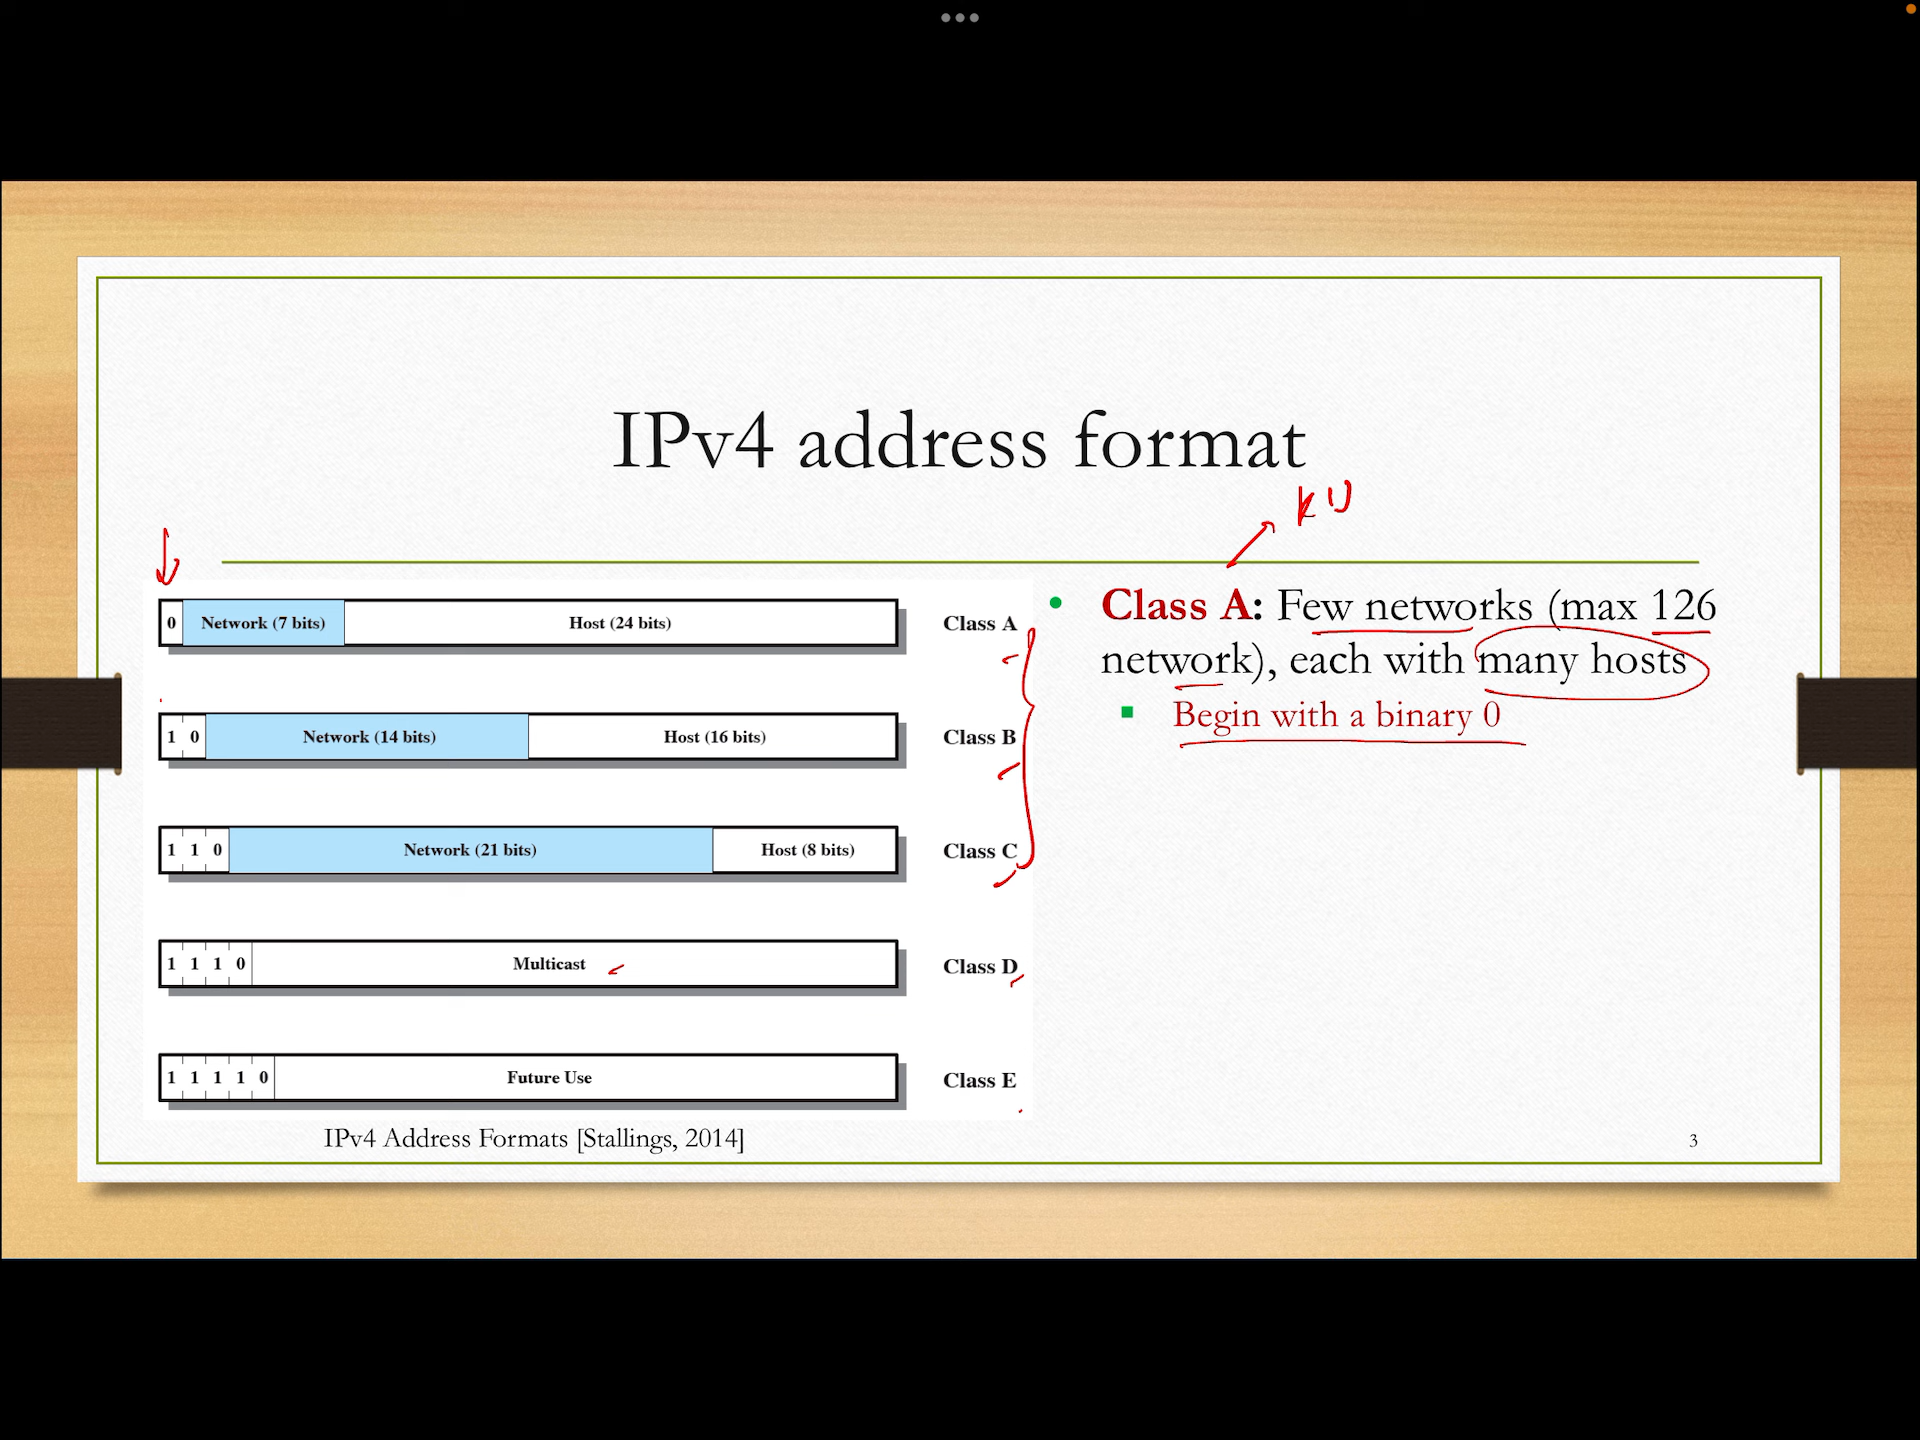 IPv4 address format
KU
0 Network (7 bits) Host (24 bits) Class A
1 0 Network (14 bits) Host (16 bits) Class B
1 1 0 Network (21 bits) Host (8 bits) Class C
1 1 1 0 Multicast Class D
1 1 1 1 0 Future Use Class E
IPv4 Address Formats [Stallings, 2014]
• Class A: Few networks (max 126
network), each with many hosts
▪ Begin with a binary 0
3